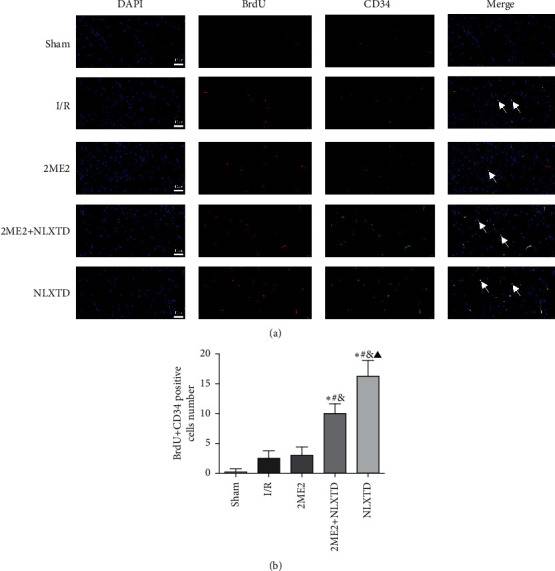 DAPI BrdU CD34 Merge
Sham
I/R
2ME2
2ME2+NLXTD
NLXTD
(a)
BrdU+CD34 positive
cells number
20
15
10
5
0
*#&
*#&▲
Sham
I/R
2ME2
2ME2+NLXTD
NLXTD
(b)